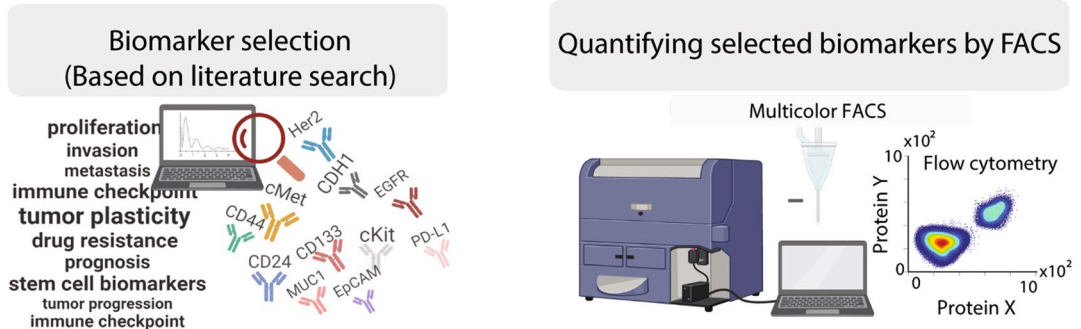 Biomarker selection
(Based on literature search)
proliferation
invasion
metastasis
immune checkpoint
tumor plasticity
drug resistance
prognosis
stem cell biomarkers
tumor progression
immune checkpoint
Her2
CDH1
EGFR
cMet
CD44
CD133
cKit
PD-L1
CD24
MUC1
EpCAM
Quantifying selected biomarkers by FACS
Multicolor FACS
x10²
10
Flow cytometry
Protein Y
0
0
10
x10²
Protein X